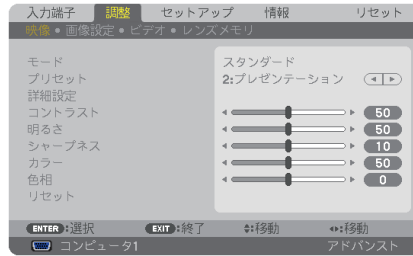 入力端子 調整 セットアップ 情報 リセット
映像 • 画像設定 • ビデオ • レンズメモリ
モード スタンダード
プリセット 2:プレゼンテーション
詳細設定
コントラスト 50
明るさ 50
シャープネス 10
カラー 50
色相 0
リセット
ENTER:選択 EXIT:終了 :移動 :移動
コンピュータ1 アドバンスト